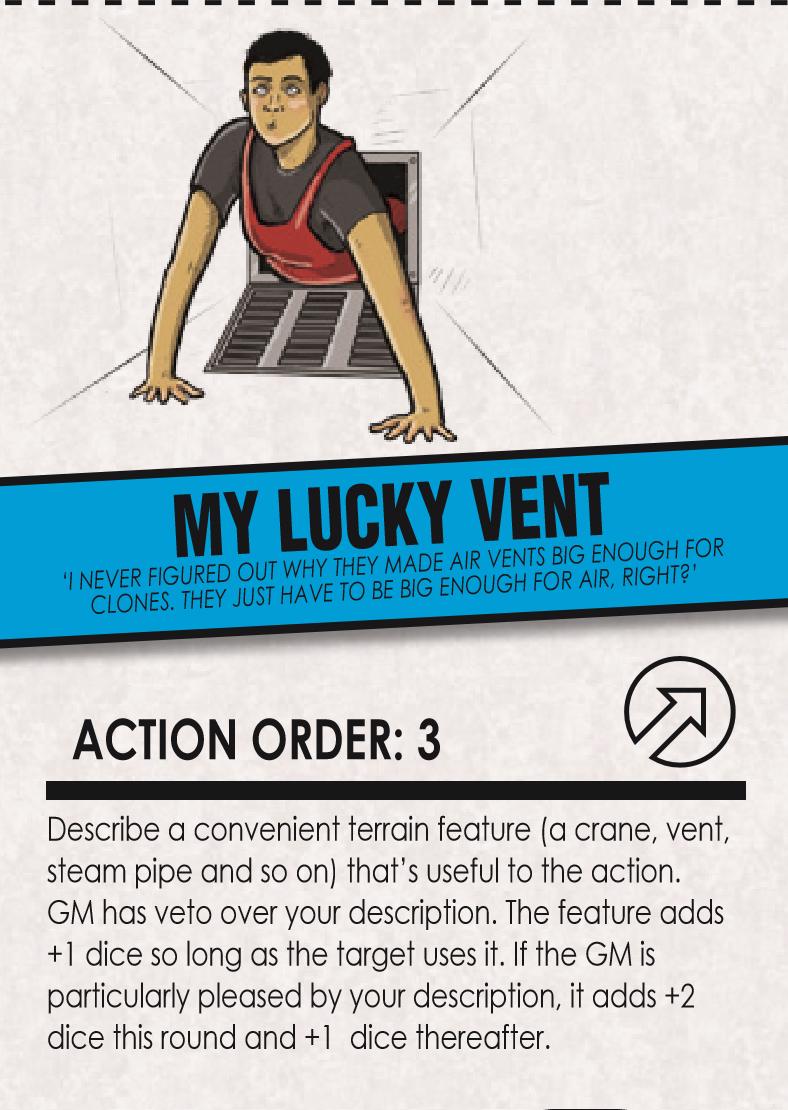 MY LUCKY VENT
‘I NEVER FIGURED OUT WHY THEY MADE AIR VENTS BIG ENOUGH FOR
CLONES. THEY JUST HAVE TO BE BIG ENOUGH FOR AIR, RIGHT?’
ACTION ORDER: 3
Describe a convenient terrain feature (a crane, vent,
steam pipe and so on) that’s useful to the action.
GM has veto over your description. The feature adds
+1 dice so long as the target uses it. If the GM is
particularly pleased by your description, it adds +2
dice this round and +1  dice thereafter.